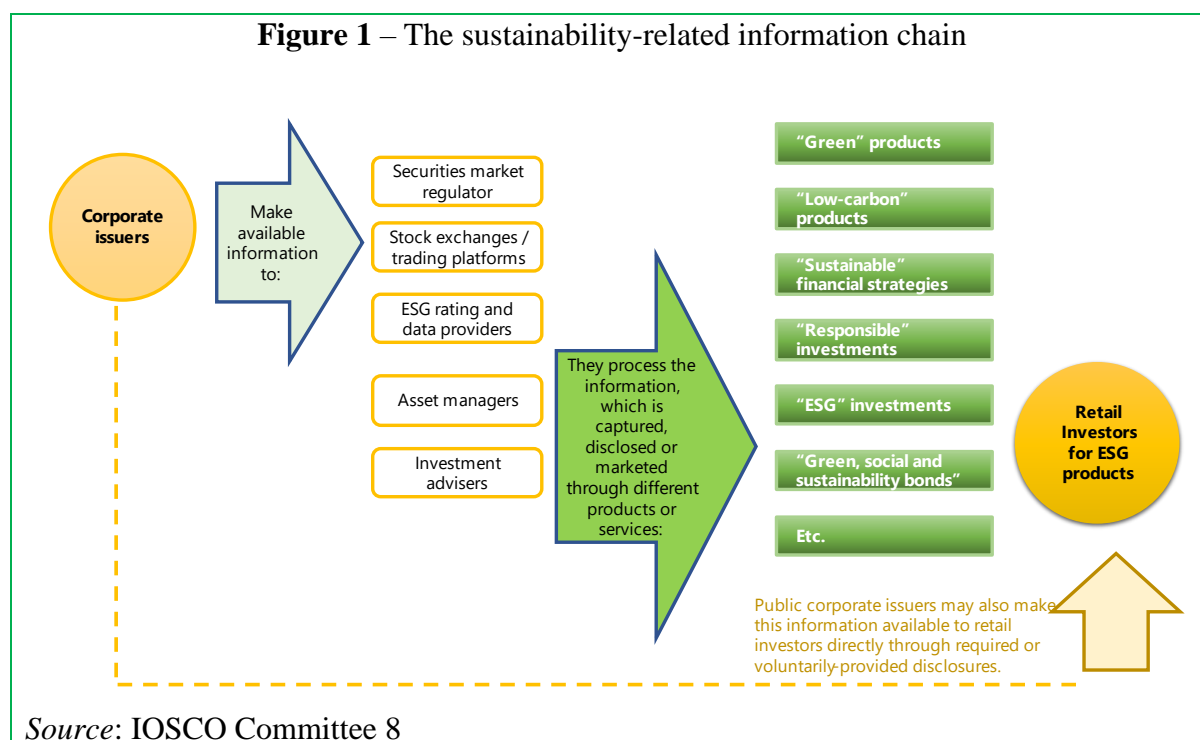 Figure 1 – The sustainability-related information chain
Corporate
issuers
Make
available
information
to:
Securities market
regulator
Stock exchanges /
trading platforms
ESG rating and
data providers
Asset managers
Investment
advisers
They process the
information,
which is
captured,
disclosed or
marketed
through different
products or
services:
“Green” products
“Low-carbon”
products
“Sustainable”
financial strategies
“Responsible”
investments
“ESG” investments
“Green, social and
sustainability bonds”
Etc.
Retail
Investors
for ESG
products
Public corporate issuers may also make
this information available to retail
investors directly through required or
voluntarily-provided disclosures.
Source: IOSCO Committee 8